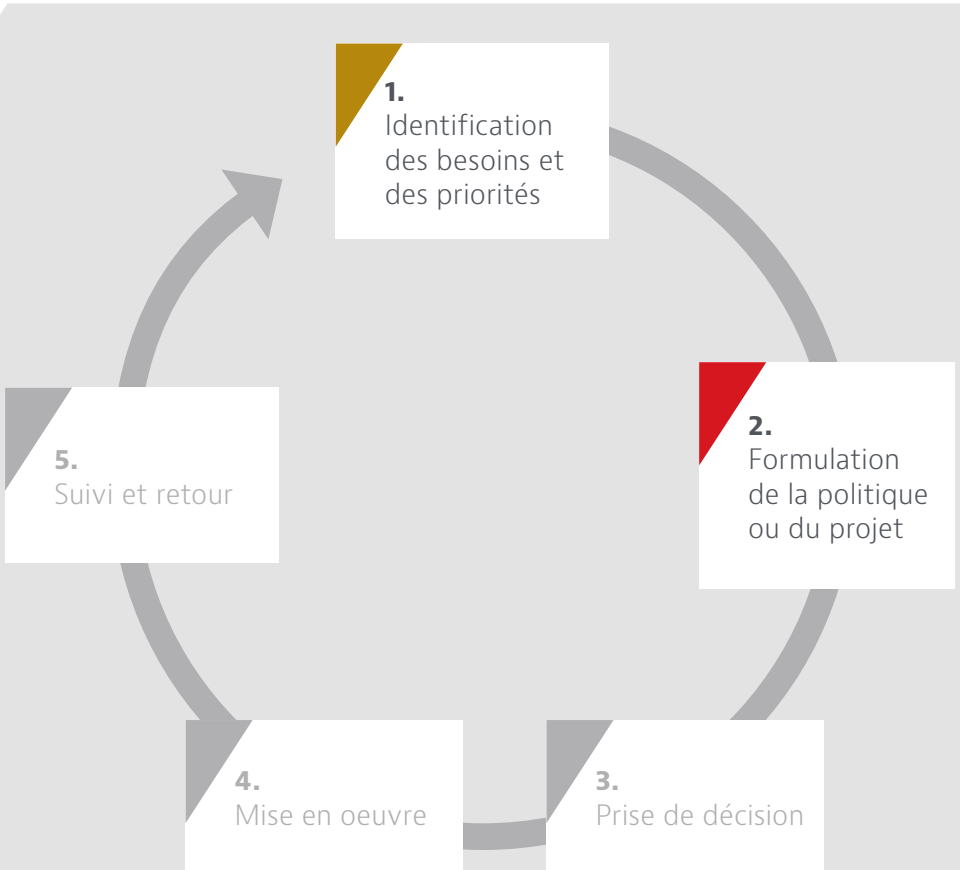 1.
Identification
des besoins et
des priorités
2.
Formulation
de la politique
ou du projet
3.
Prise de décision
4.
Mise en oeuvre
5.
Suivi et retour